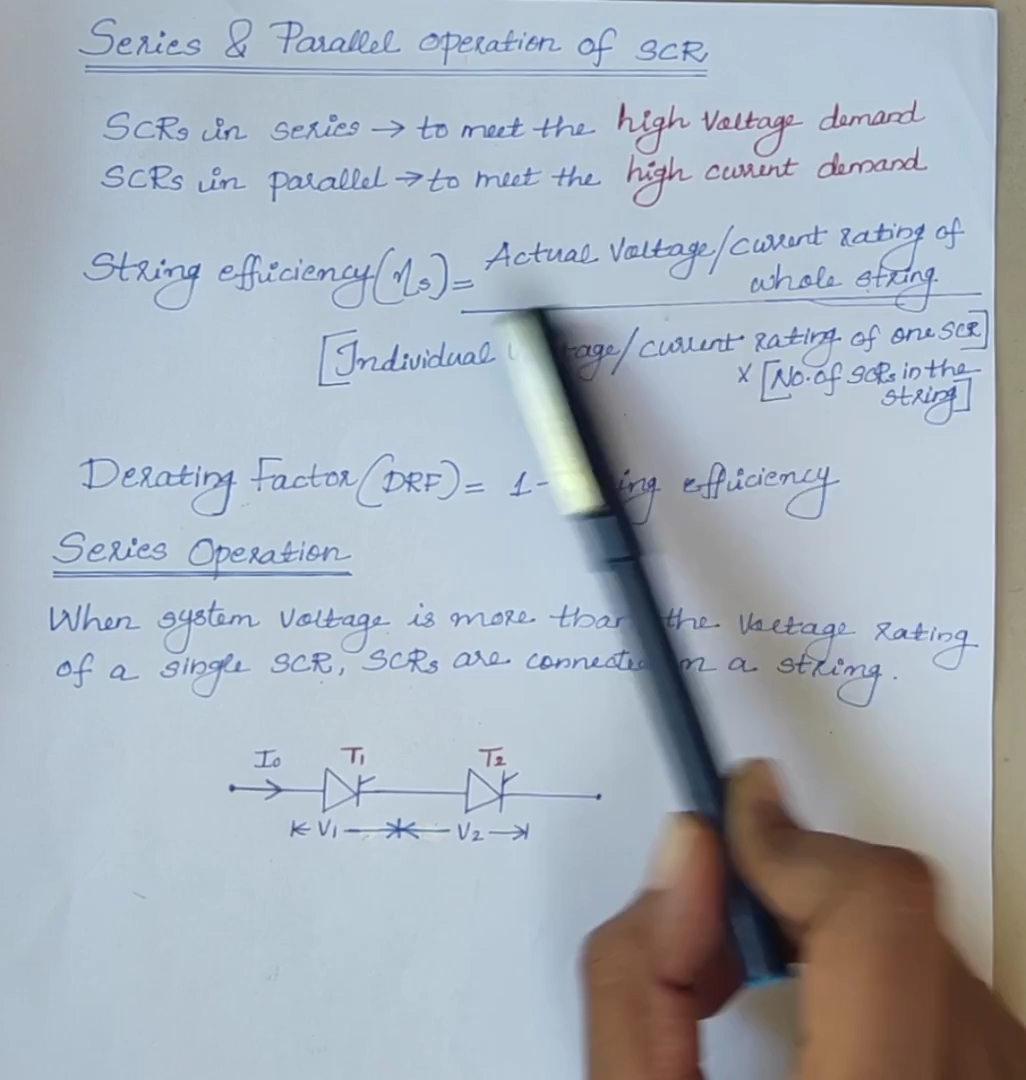 Series & Parallel operation of SCR
SCRs in series → to meet the high Voltage demand
SCRs in parallel → to meet the high current demand
String efficiency (ηs) = Actual Voltage/current Rating of
whole string.
[Individual /current Rating of one SCR]
× [No. of SCRs in the
string]
Derating Factor (DRF) = 1- efficiency
Series Operation
When system Voltage is more than the Voltage Rating
of a single SCR, SCRs are connected in a string.
Io T1 T2
V1 V2